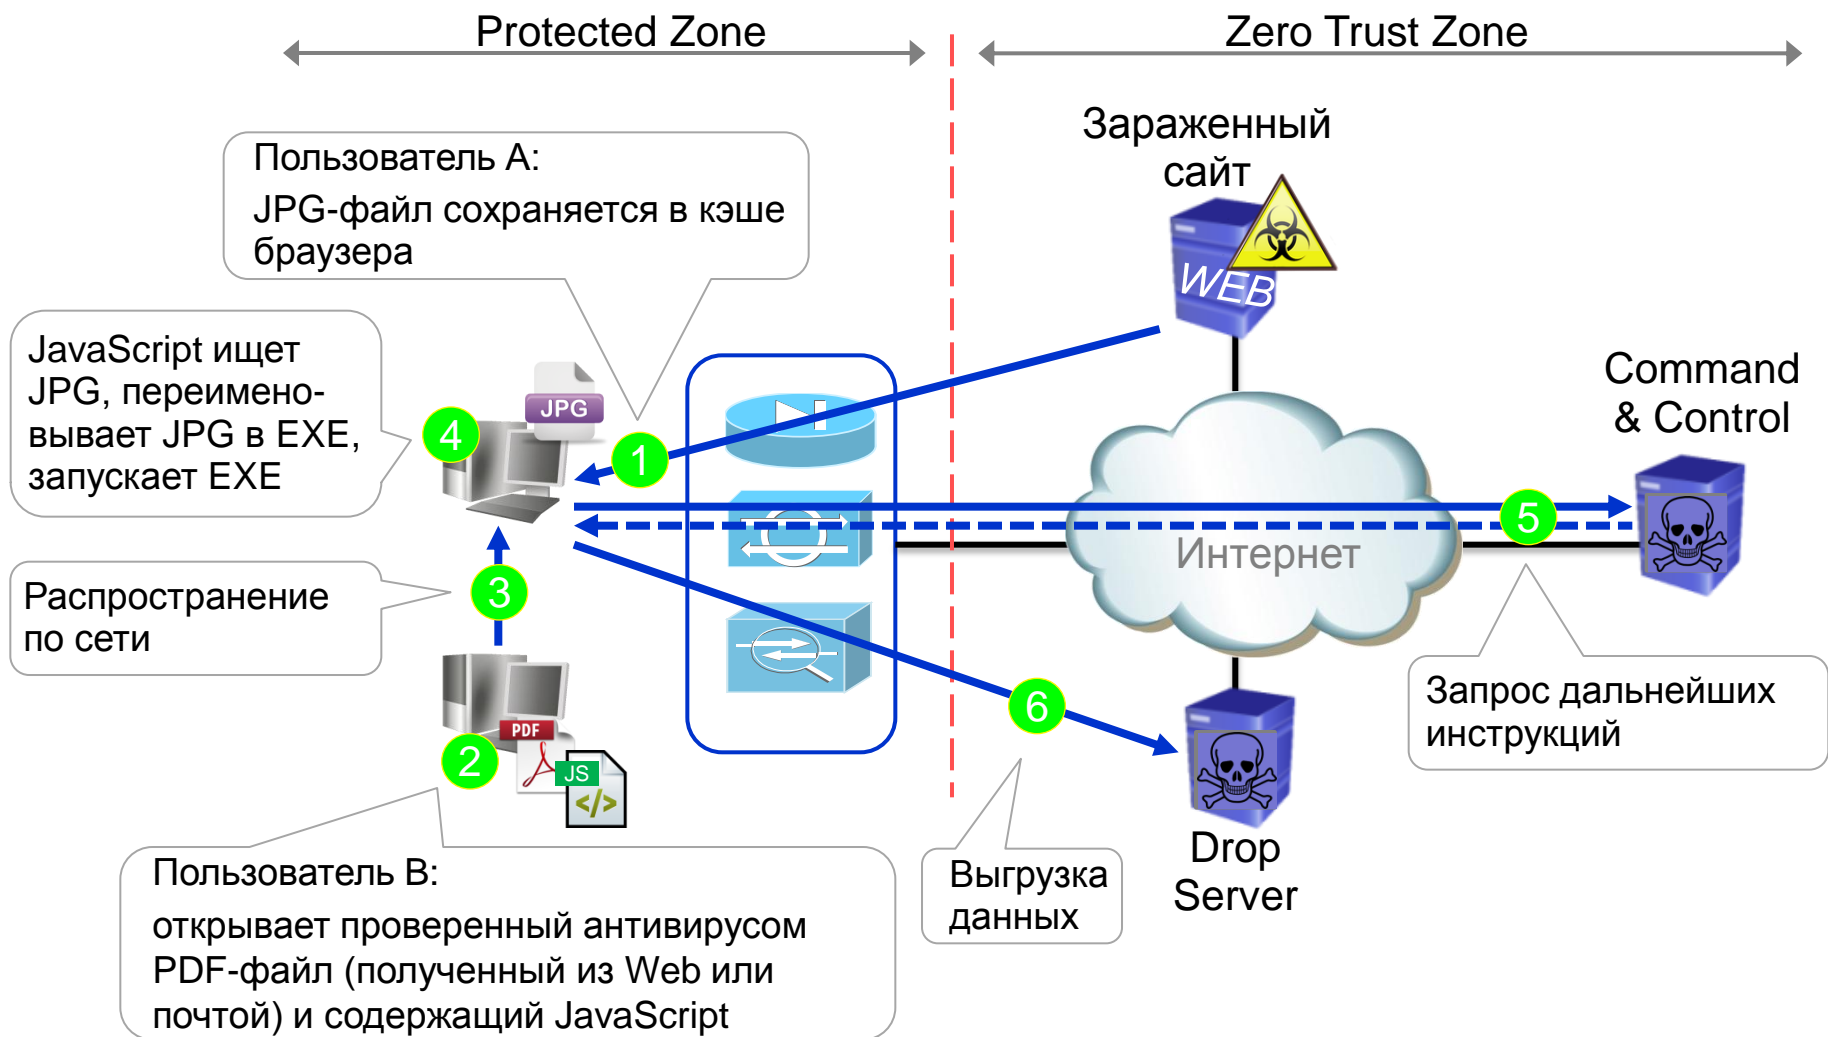 Protected Zone
Zero Trust Zone
Зараженный
сайт
Пользователь А:
JPG-файл сохраняется в кэше
браузера
WEB
JavaScript ищет
JPG, переимено-
вывает JPG в EXE,
запускает EXE
JPG
4
1
Command
& Control
5
Интернет
3
Распространение
по сети
Запрос дальнейших
инструкций
6
PDF
JS
</>
2
Drop
Server
Выгрузка
данных
Пользователь B:
открывает проверенный антивирусом
PDF-файл (полученный из Web или
почтой) и содержащий JavaScript